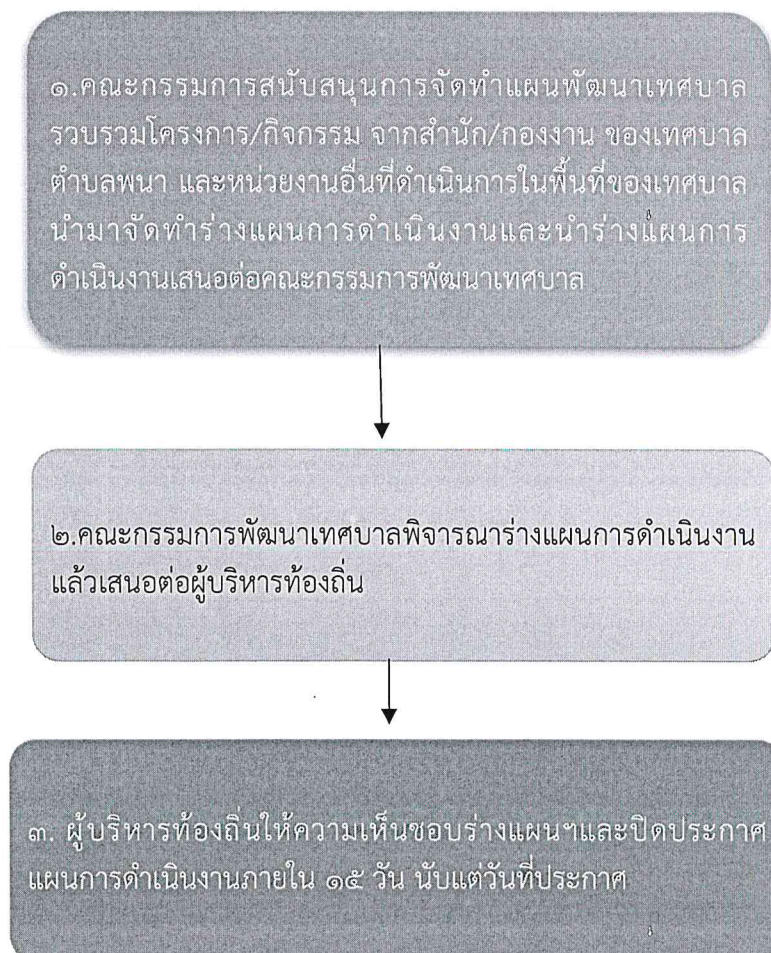 ๑.คณะกรรมการสนับสนุนการจัดทำแผนพัฒนาเทศบาล
รวบรวมโครงการ/กิจกรรม จากสำนัก/กองงาน ของเทศบาล
ตำบลพนา และหน่วยงานอื่นที่ดำเนินการในพื้นที่ของเทศบาล
นำมาจัดทำร่างแผนการดำเนินงานและนำร่างแผนการ
ดำเนินงานเสนอต่อคณะกรรมการพัฒนาเทศบาล
๒.คณะกรรมการพัฒนาเทศบาลพิจารณาร่างแผนการดำเนินงาน
แล้วเสนอต่อผู้บริหารท้องถิ่น
๓. ผู้บริหารท้องถิ่นให้ความเห็นชอบร่างแผนฯและปิดประกาศ
แผนการดำเนินงานภายใน ๑๕ วัน นับแต่วันที่ประกาศ